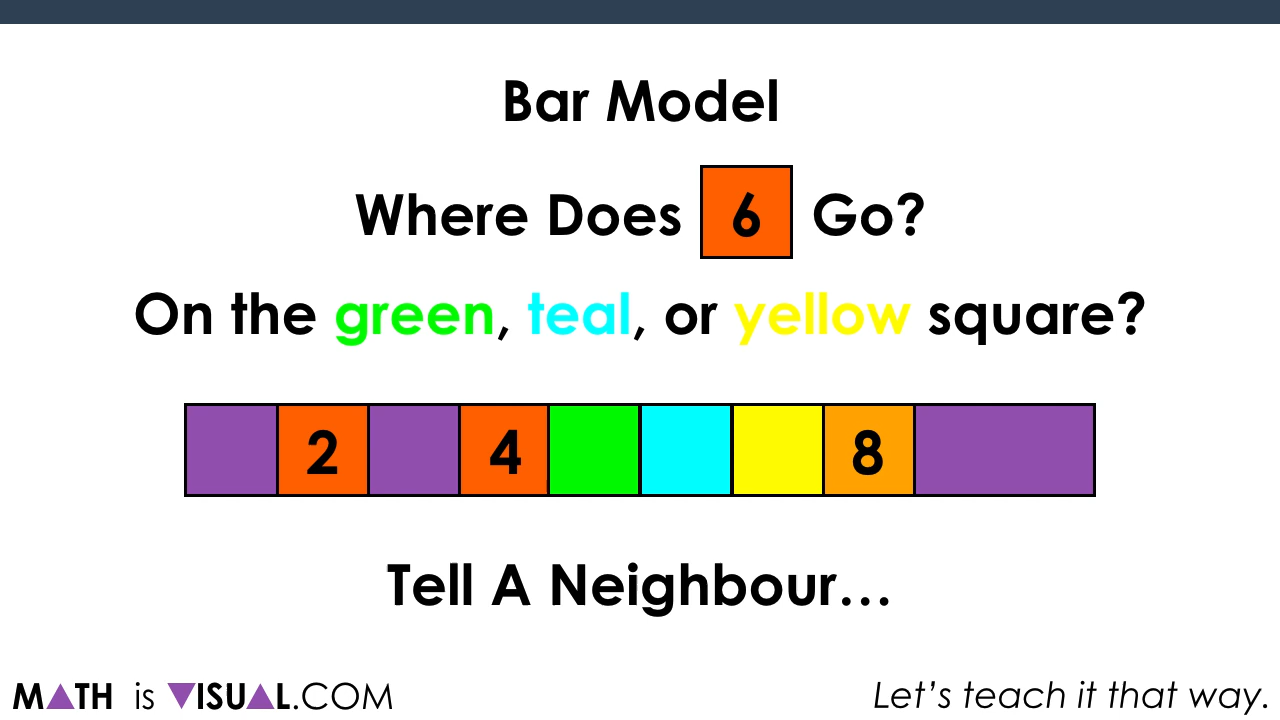 Bar Model
Where Does 6 Go?
On the green, teal, or yellow square?
2 4 8
Tell A Neighbour…
MATH is VISUAL.COM
Let's teach it that way.